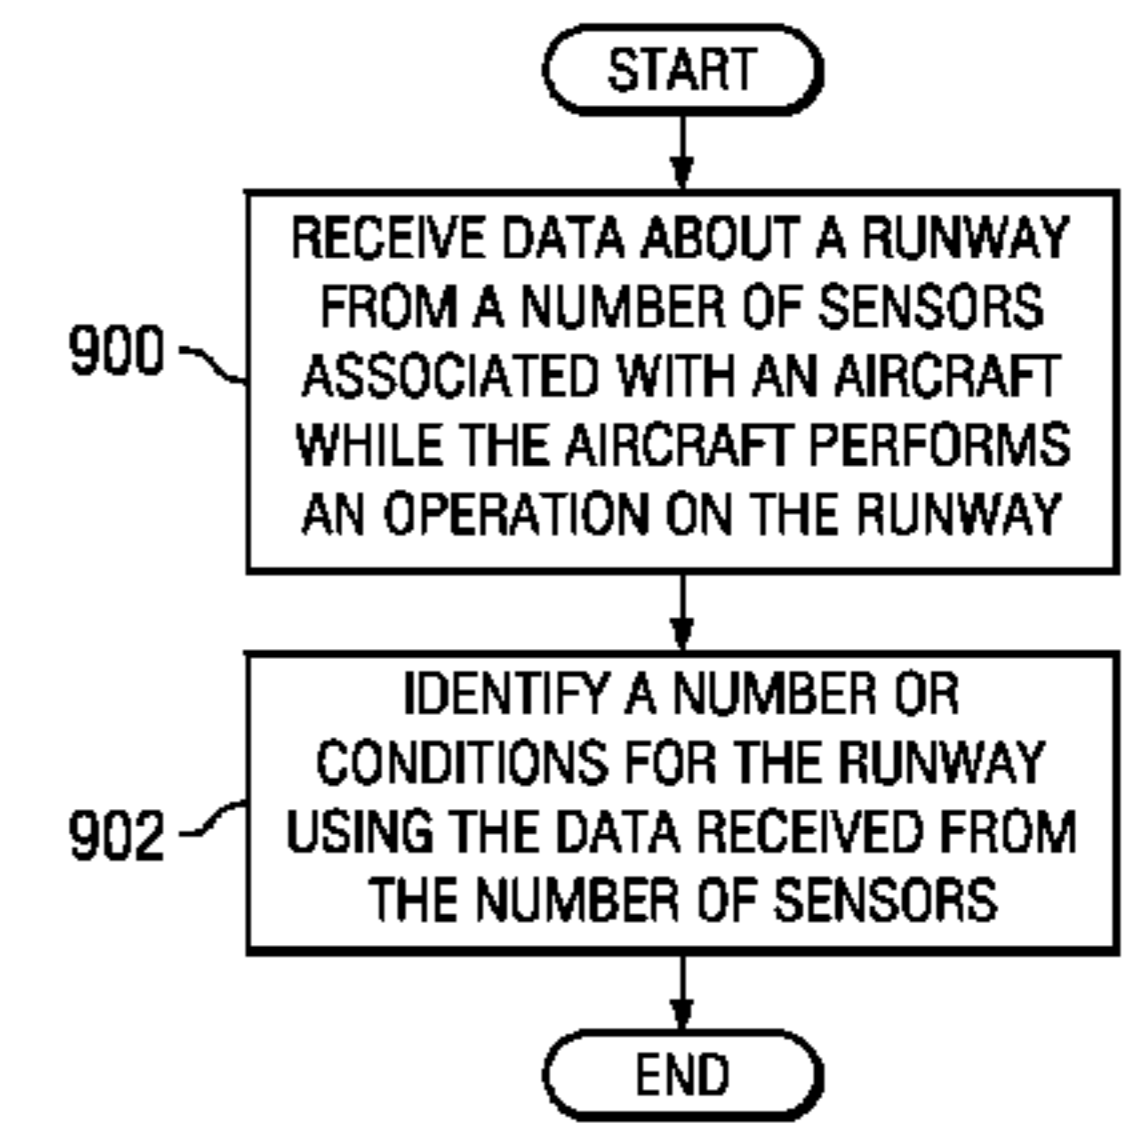 START
RECEIVE DATA ABOUT A RUNWAY
FROM A NUMBER OF SENSORS
900
ASSOCIATED WITH AN AIRCRAFT
WHILE THE AIRCRAFT PERFORMS
AN OPERATION ON THE RUNWAY
IDENTIFY A NUMBER OR
CONDITIONS FOR THE RUNWAY
902
USING THE DATA RECEIVED FROM
THE NUMBER OF SENSORS
END